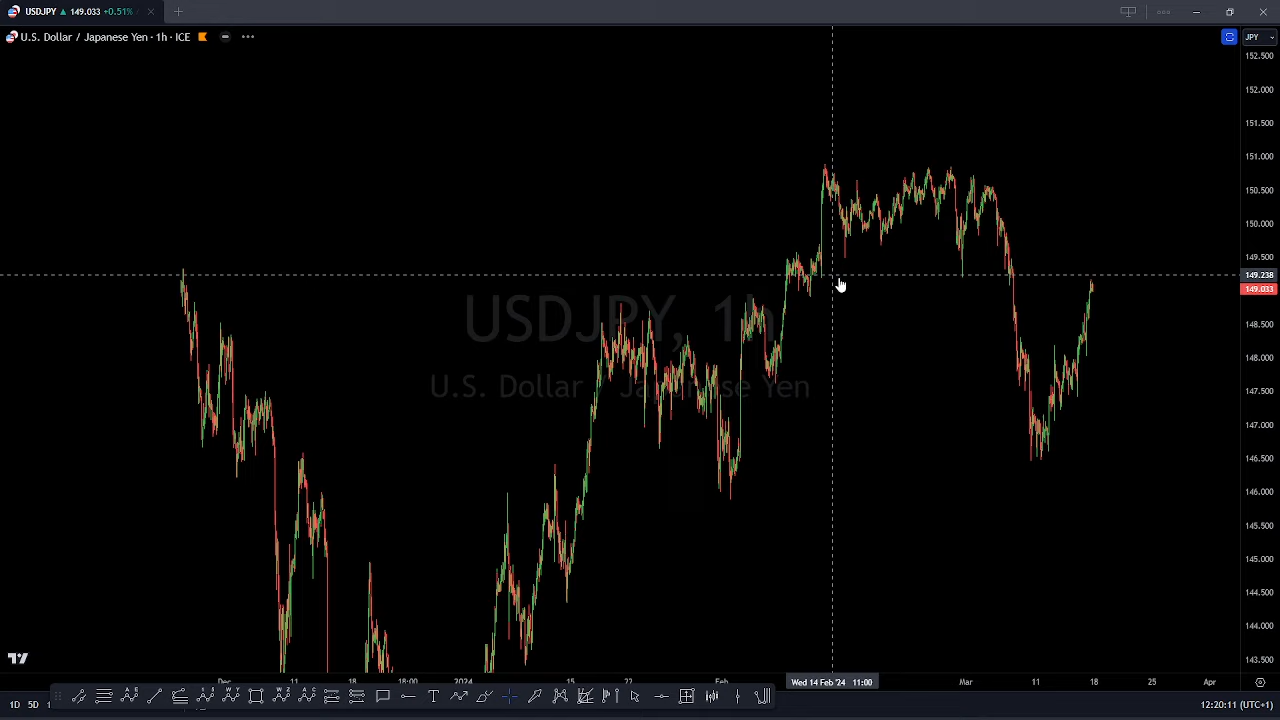 USDJPY ▲ 149.033 +0.51%
U.S. Dollar / Japanese Yen · 1h · ICE
JPY
152.500
152.000
151.500
151.000
150.500
150.000
149.500
149.238
149.033
148.500
148.000
147.500
147.000
146.500
146.000
145.500
145.000
144.500
144.000
143.500
USDJPY, 1h
U.S. Dollar / Japanese Yen
Dec 11 18 18:00 2024 15 22 Feb Wed 14 Feb '24 11:00 Mar 11 18 25 Apr
1D 5D
12:20:11 (UTC+1)